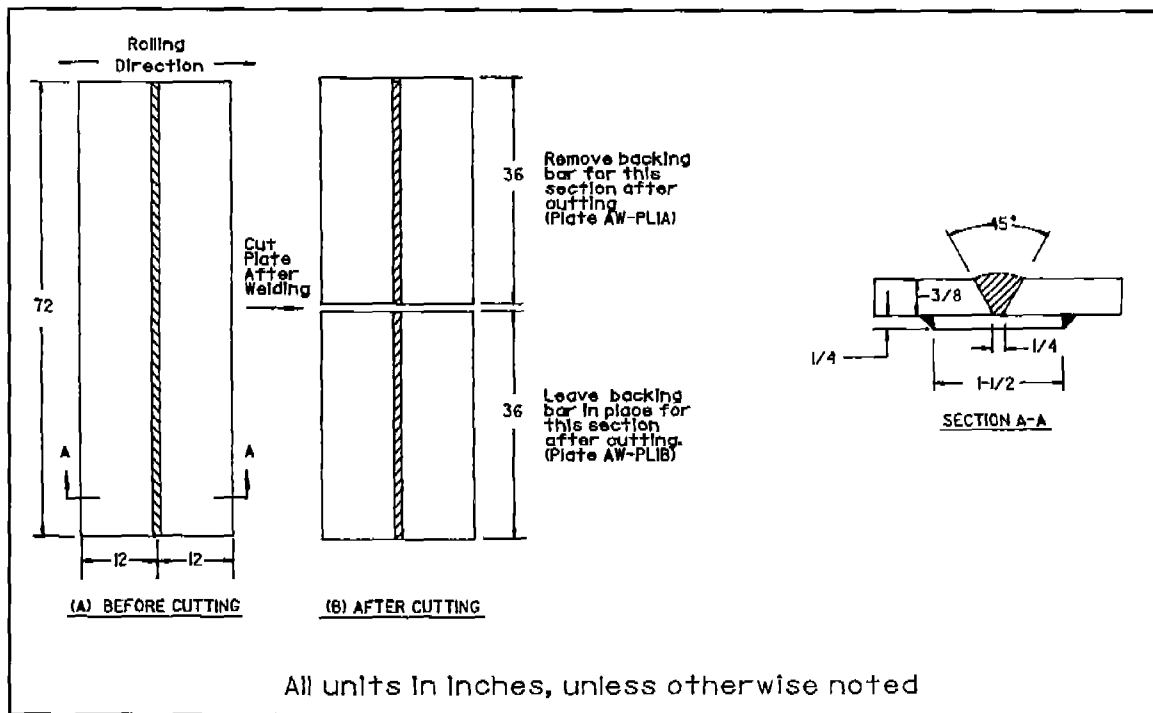 Rolling
Direction
72
A
A
12
12
(A) BEFORE CUTTING
Cut
Plate
After
Welding
36
Remove backing
bar for this
section after
cutting
(Plate AW-PL1A)
36
Leave backing
bar in place for
this section
after cutting.
(Plate AW-PL1B)
(B) AFTER CUTTING
45°
3/8
1/4
1/4
1-1/2
SECTION A-A
All units in inches, unless otherwise noted